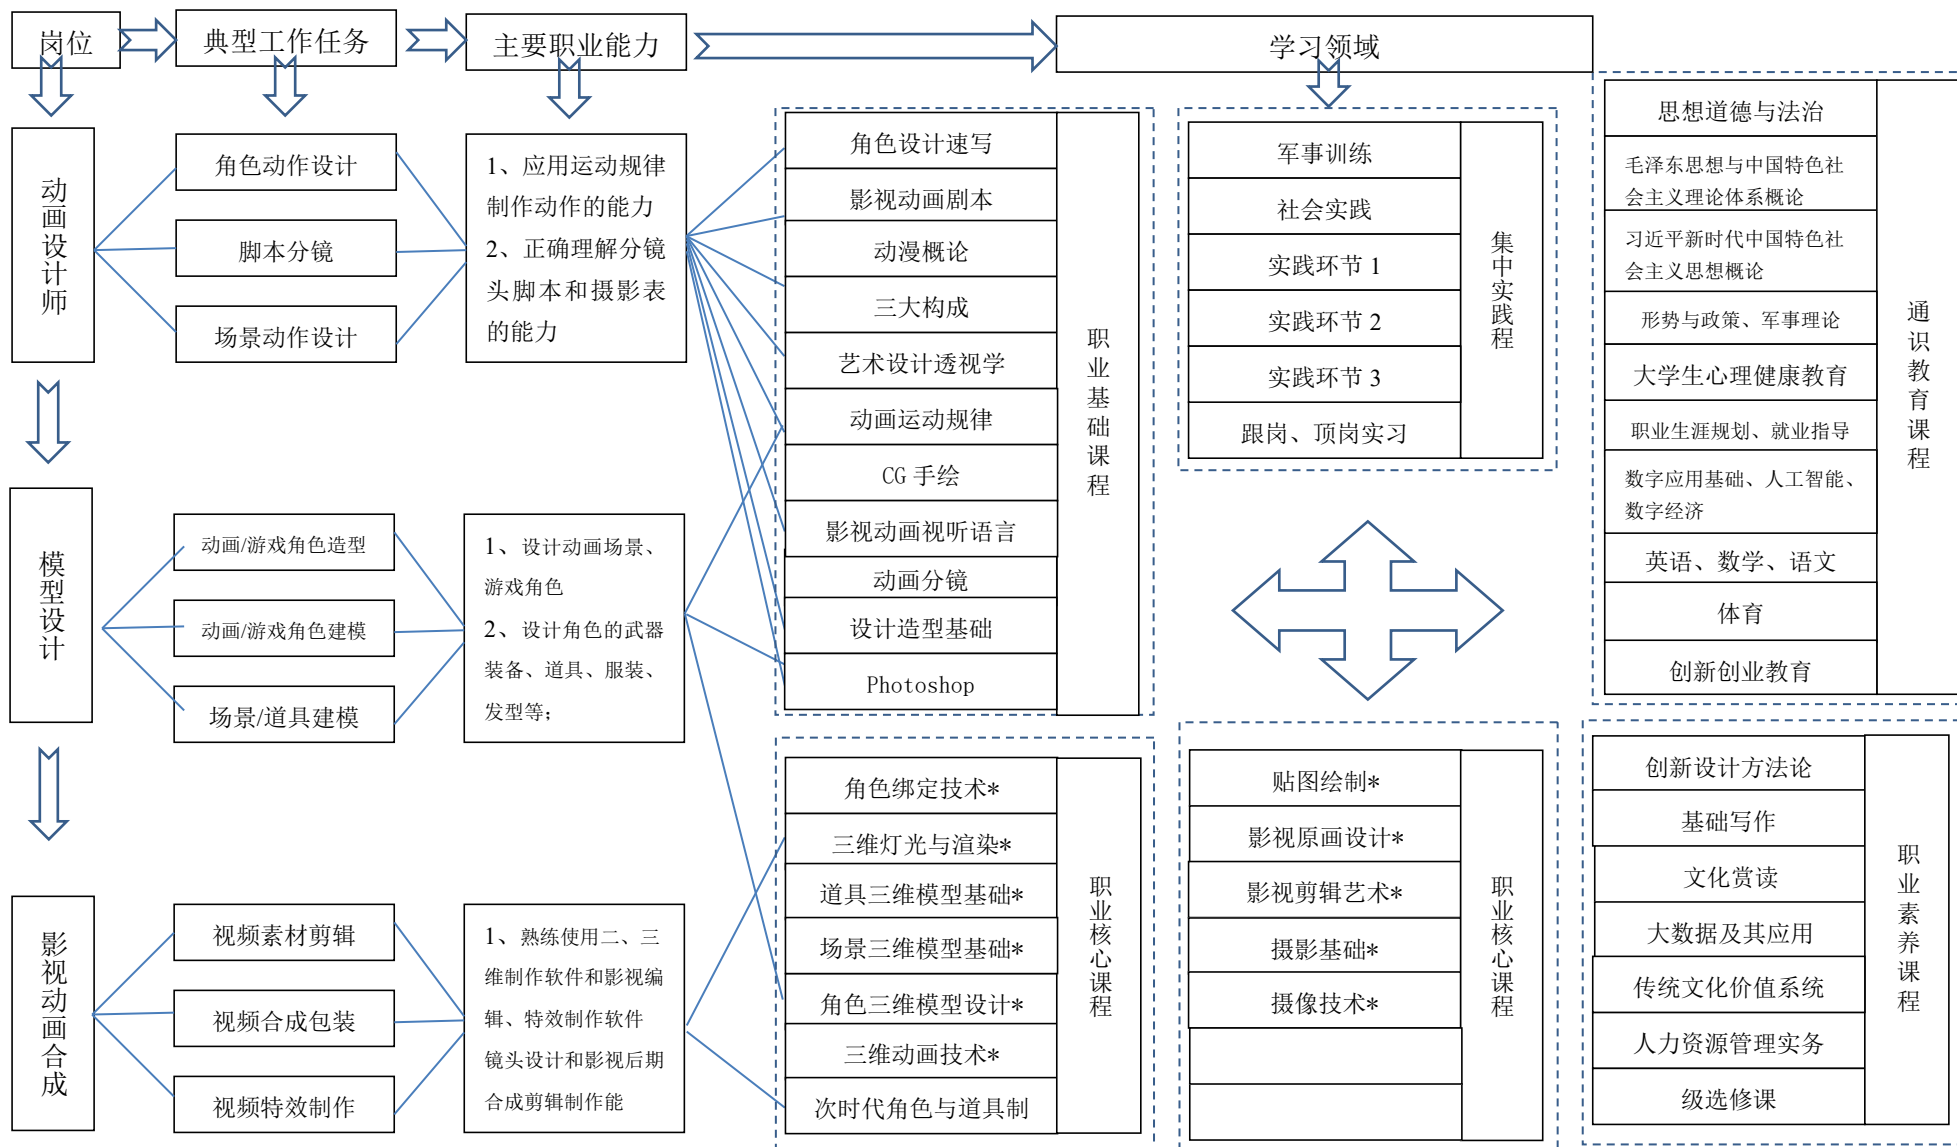 岗位
典型工作任务
主要职业能力
学习领域
动画设计师
角色动作设计
脚本分镜
场景动作设计
1、应用运动规律
制作动作的能力
2、正确理解分镜
头脚本和摄影表
的能力
模型设计
动画/游戏角色造型
动画/游戏角色建模
场景/道具建模
1、设计动画场景、
游戏角色
2、设计角色的武器
装备、道具、服装、
发型等;
影视动画合成
视频素材剪辑
视频合成包装
视频特效制作
1、熟练使用二、三
维制作软件和影视编
辑、特效制作软件
镜头设计和影视后期
合成剪辑制作能
角色设计速写
影视动画剧本
动漫概论
三大构成
艺术设计透视学
动画运动规律
CG 手绘
影视动画视听语言
动画分镜
设计造型基础
Photoshop
职业基础课程
角色绑定技术*
三维灯光与渲染*
道具三维模型基础*
场景三维模型基础*
角色三维模型设计*
三维动画技术*
次时代角色与道具制
职业核心课程
军事训练
社会实践
实践环节 1
实践环节 2
实践环节 3
跟岗、顶岗实习
集中实践程
贴图绘制*
影视原画设计*
影视剪辑艺术*
摄影基础*
摄像技术*
职业核心课程
思想道德与法治
毛泽东思想与中国特色社
会主义理论体系概论
习近平新时代中国特色社
会主义思想概论
形势与政策、军事理论
大学生心理健康教育
职业生涯规划、就业指导
数字应用基础、人工智能、
数字经济
英语、数学、语文
体育
创新创业教育
通识教育课程
创新设计方法论
基础写作
文化赏读
大数据及其应用
传统文化价值系统
人力资源管理实务
级选修课
职业素养课程